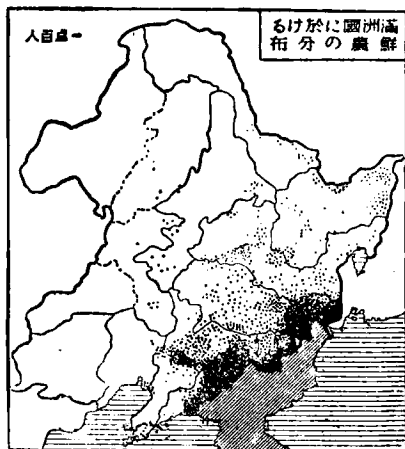 滿洲國に於ける
鮮農の分布
一点百人